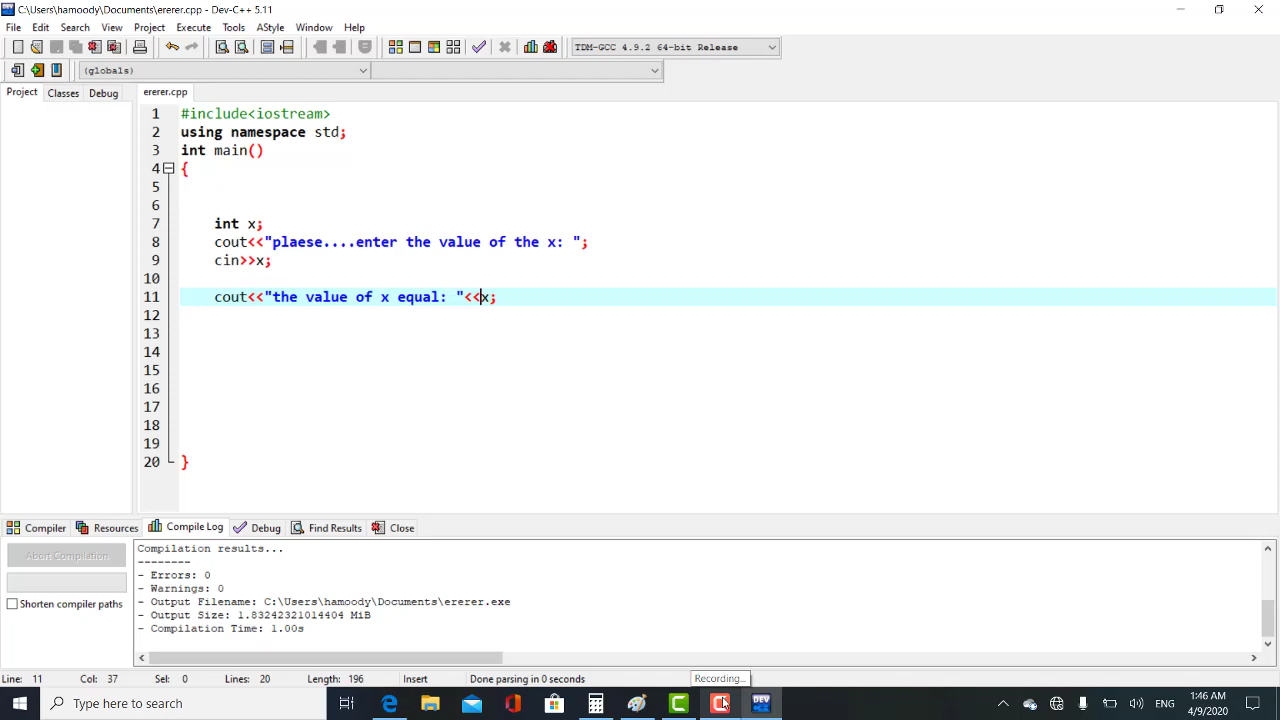 C:\Users\hamoody\Documents\ererer.cpp - Dev-C++ 5.11
File Edit Search View Project Execute Tools AStyle Window Help
TDM-GCC 4.9.2 64-bit Release
(globals)
Project Classes Debug ererer.cpp
1 #include<iostream>
2 using namespace std;
3 int main()
4 {
5
6
7 int x;
8 cout<<"plaese....enter the value of the x: ";
9 cin>>x;
10
11 cout<<"the value of x equal: "<<x;
12
13
14
15
16
17
18
19
20 }
Compiler Resources Compile Log Debug Find Results Close
Abort Compilation
Shorten compiler paths
Compilation results...
--------
- Errors: 0
- Warnings: 0
- Output Filename: C:\Users\hamoody\Documents\ererer.exe
- Output Size: 1.83242321014404 MiB
- Compilation Time: 1.00s
Line: 11 Col: 37 Sel: 0 Lines: 20 Length: 196 Insert Done parsing in 0 seconds
Recording...
Type here to search
ENG
1:46 AM
4/9/2020